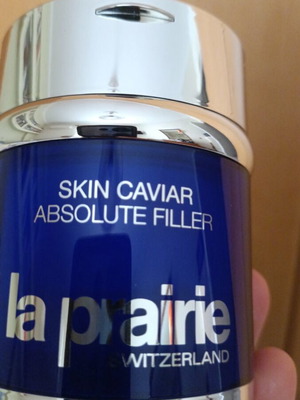 SKIN CAVIAR
ABSOLUTE FILLER
la prairie
SWITZERLAND